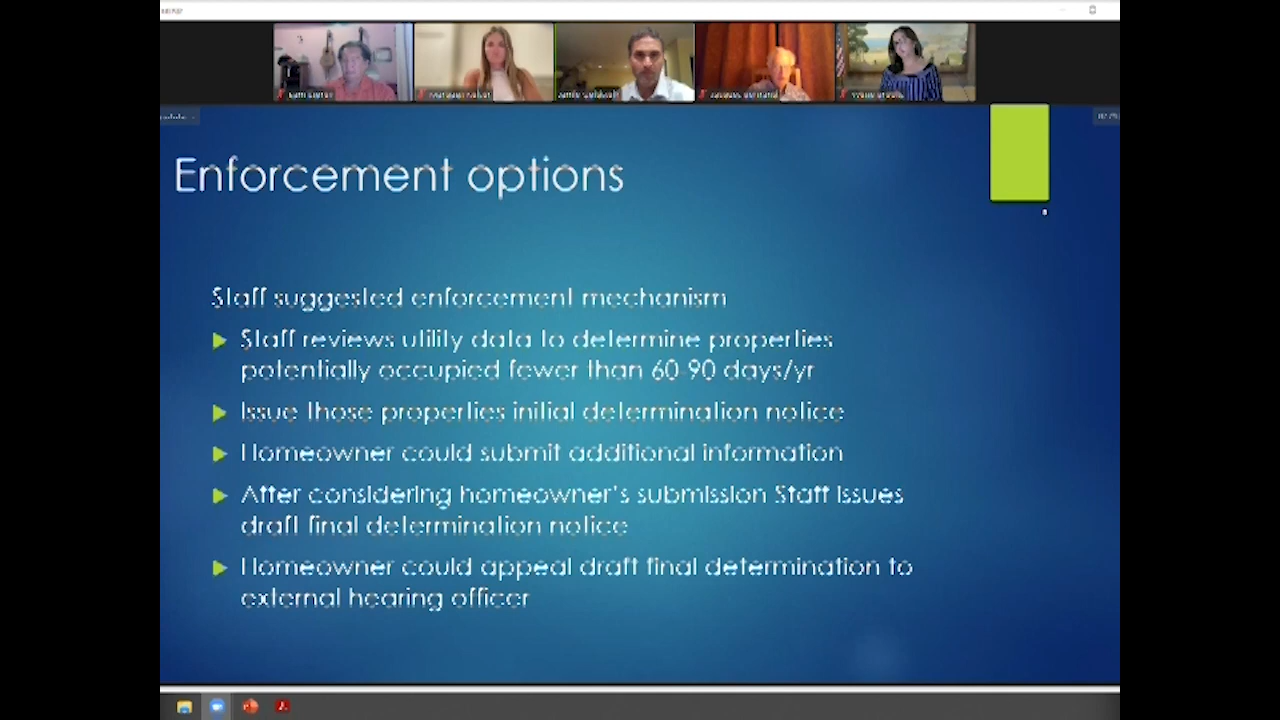 Enforcement options
8
Staff suggested enforcement mechanism
Staff reviews utility data to determine properties
potentially occupied fewer than 60-90 days/yr
Issue those properties initial determination notice
Homeowner could submit additional information
After considering homeowner's submission Staff issues
draft final determination notice
Homeowner could appeal draft final determination to
external hearing officer